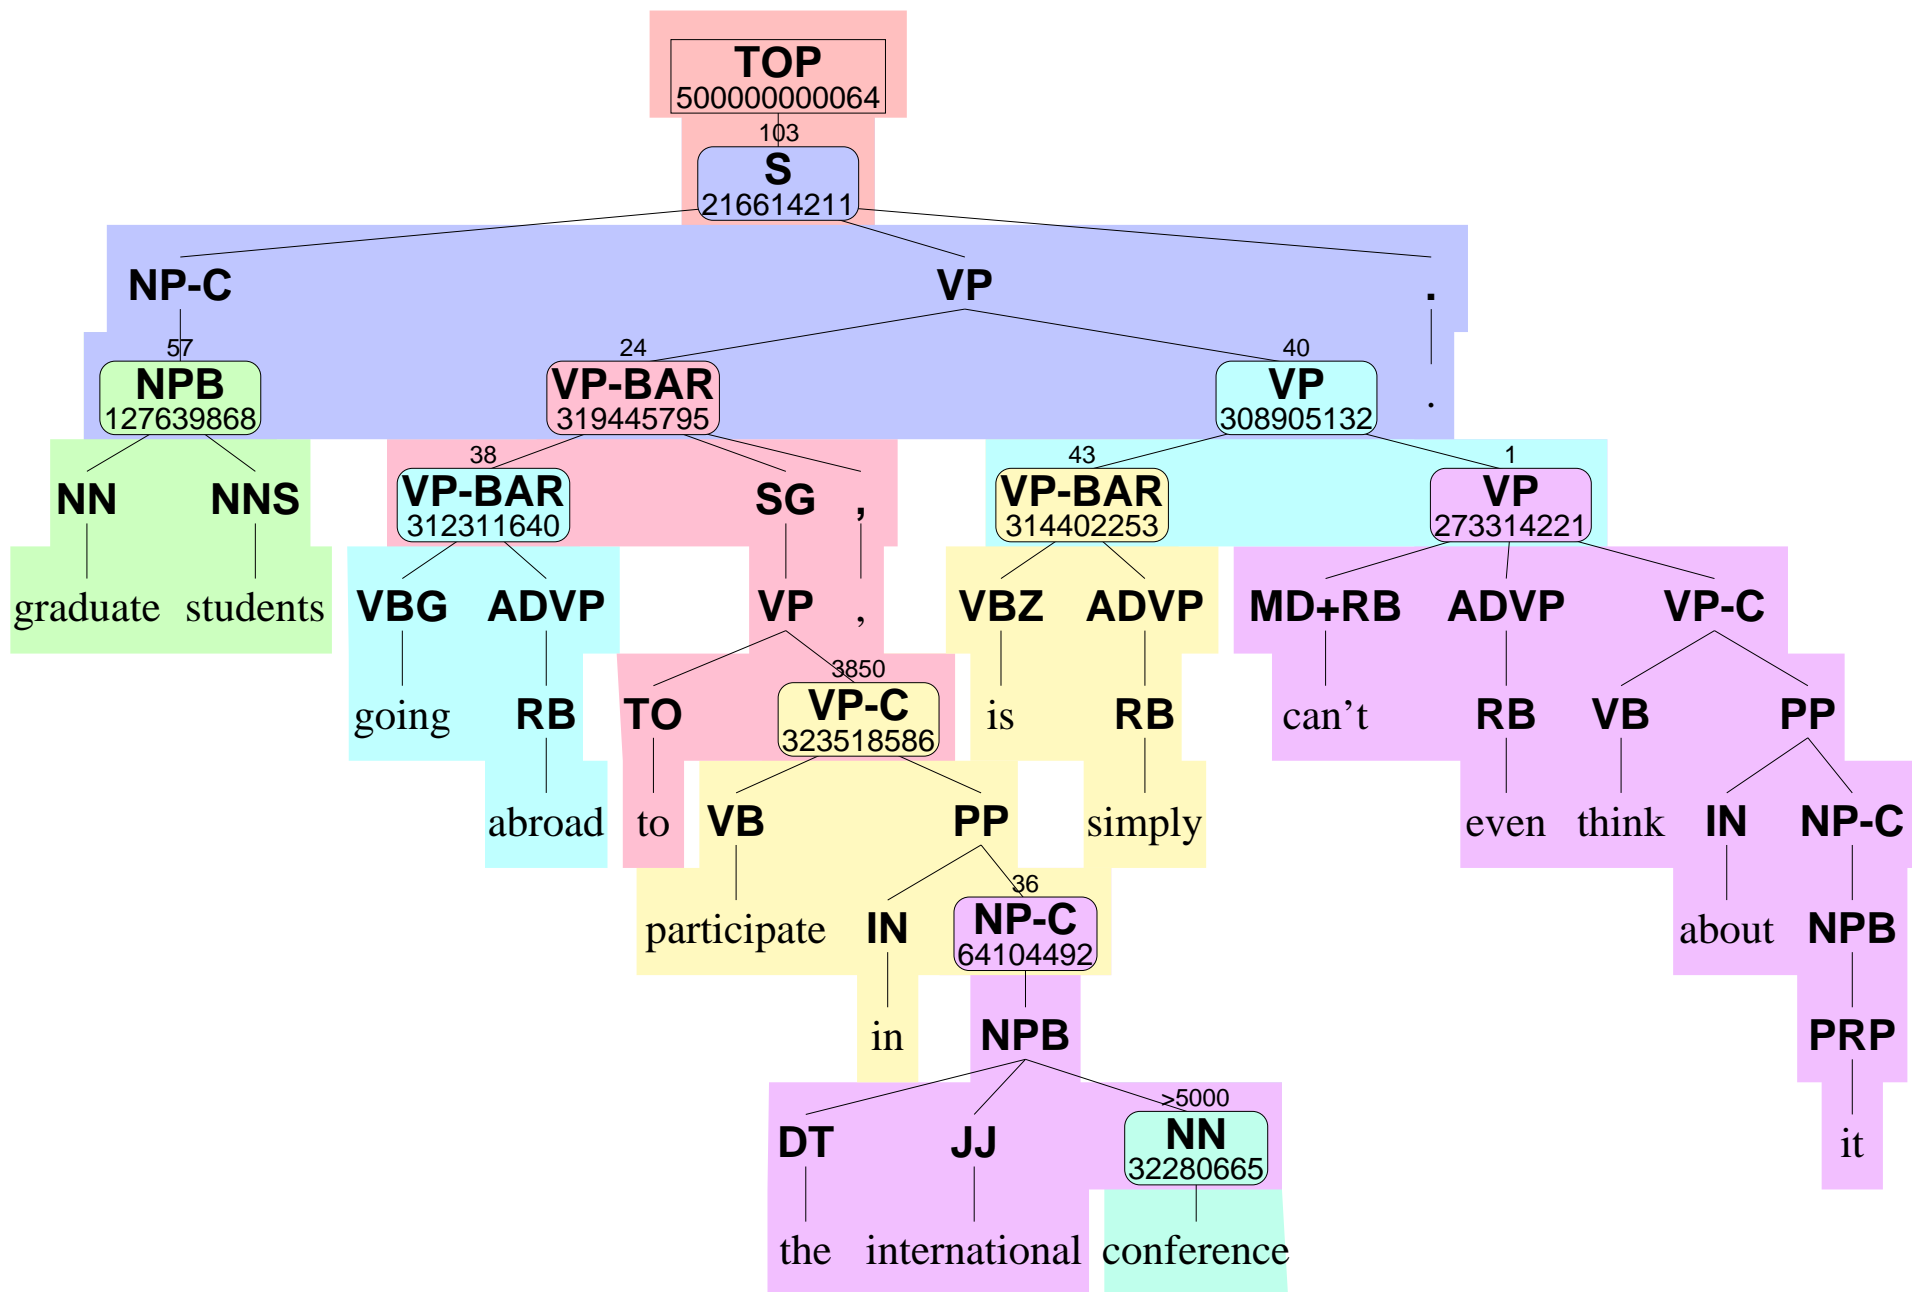 TOP
500000000064
103
S
216614211
NP-C VP .
57 24 40
NPB VP-BAR VP .
127639868 319445795 308905132
38 43 1
NN NNS VP-BAR SG , VP-BAR VP
312311640 314402253 273314221
graduate students VBG ADVP VP , VBZ ADVP MD+RB ADVP VP-C
3850
going RB TO VP-C is RB can't RB VB PP
323518586
abroad to VB PP simply even think IN NP-C
36
participate IN NP-C about NPB
64104492
in NPB PRP
>5000
DT JJ NN it
32280665
the international conference